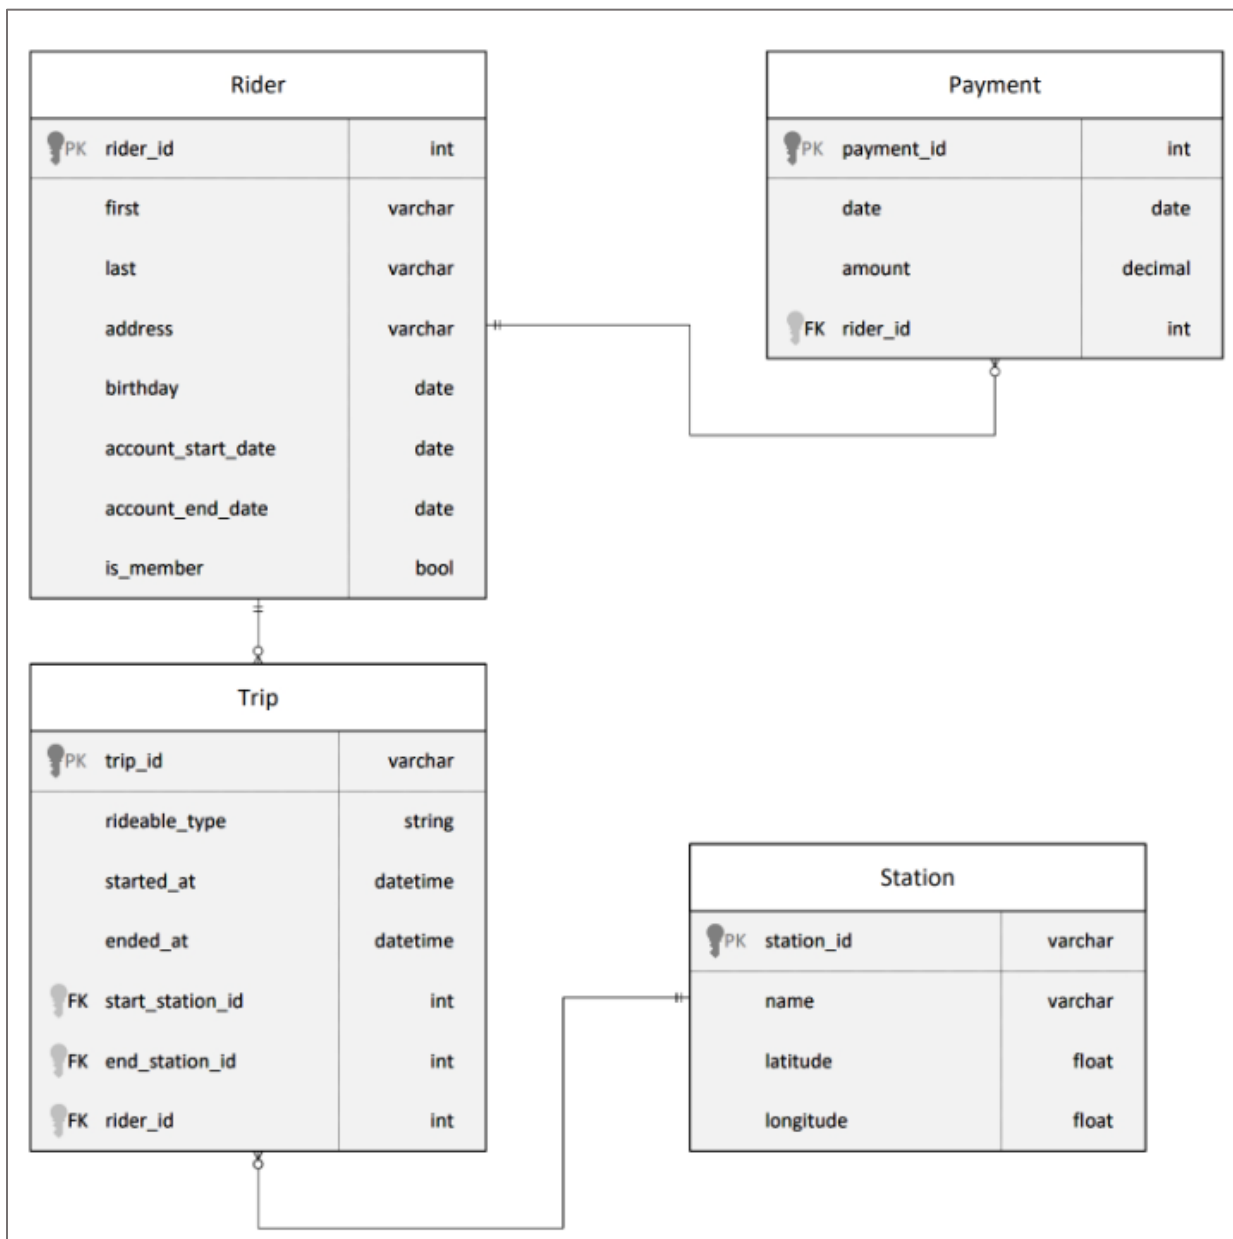 Rider
PK rider_id int
first varchar
last varchar
address varchar
birthday date
account_start_date date
account_end_date date
is_member bool
Payment
PK payment_id int
date date
amount decimal
FK rider_id int
Trip
PK trip_id varchar
rideable_type string
started_at datetime
ended_at datetime
FK start_station_id int
FK end_station_id int
FK rider_id int
Station
PK station_id varchar
name varchar
latitude float
longitude float